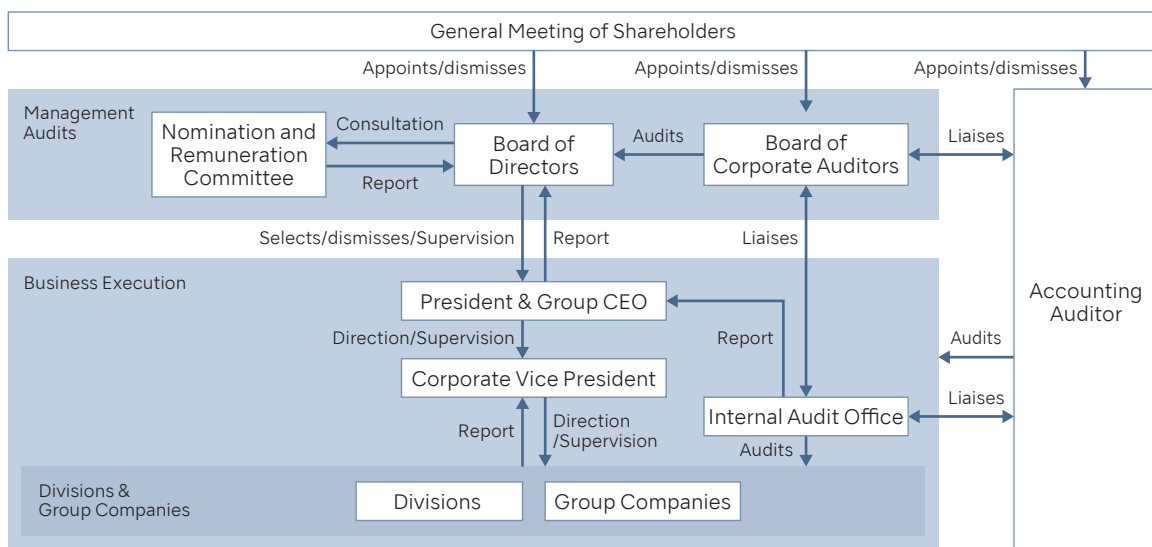 General Meeting of Shareholders
Appoints/dismisses
Appoints/dismisses
Appoints/dismisses
Management
Audits
Nomination and
Remuneration
Committee
Consultation
Report
Board of
Directors
Audits
Board of
Corporate Auditors
Liaises
Selects/dismisses/Supervision
Report
Liaises
Business Execution
President & Group CEO
Accounting
Auditor
Direction/Supervision
Report
Audits
Corporate Vice President
Internal Audit Office
Liaises
Report
Direction
/Supervision
Audits
Divisions &
Group Companies
Divisions
Group Companies